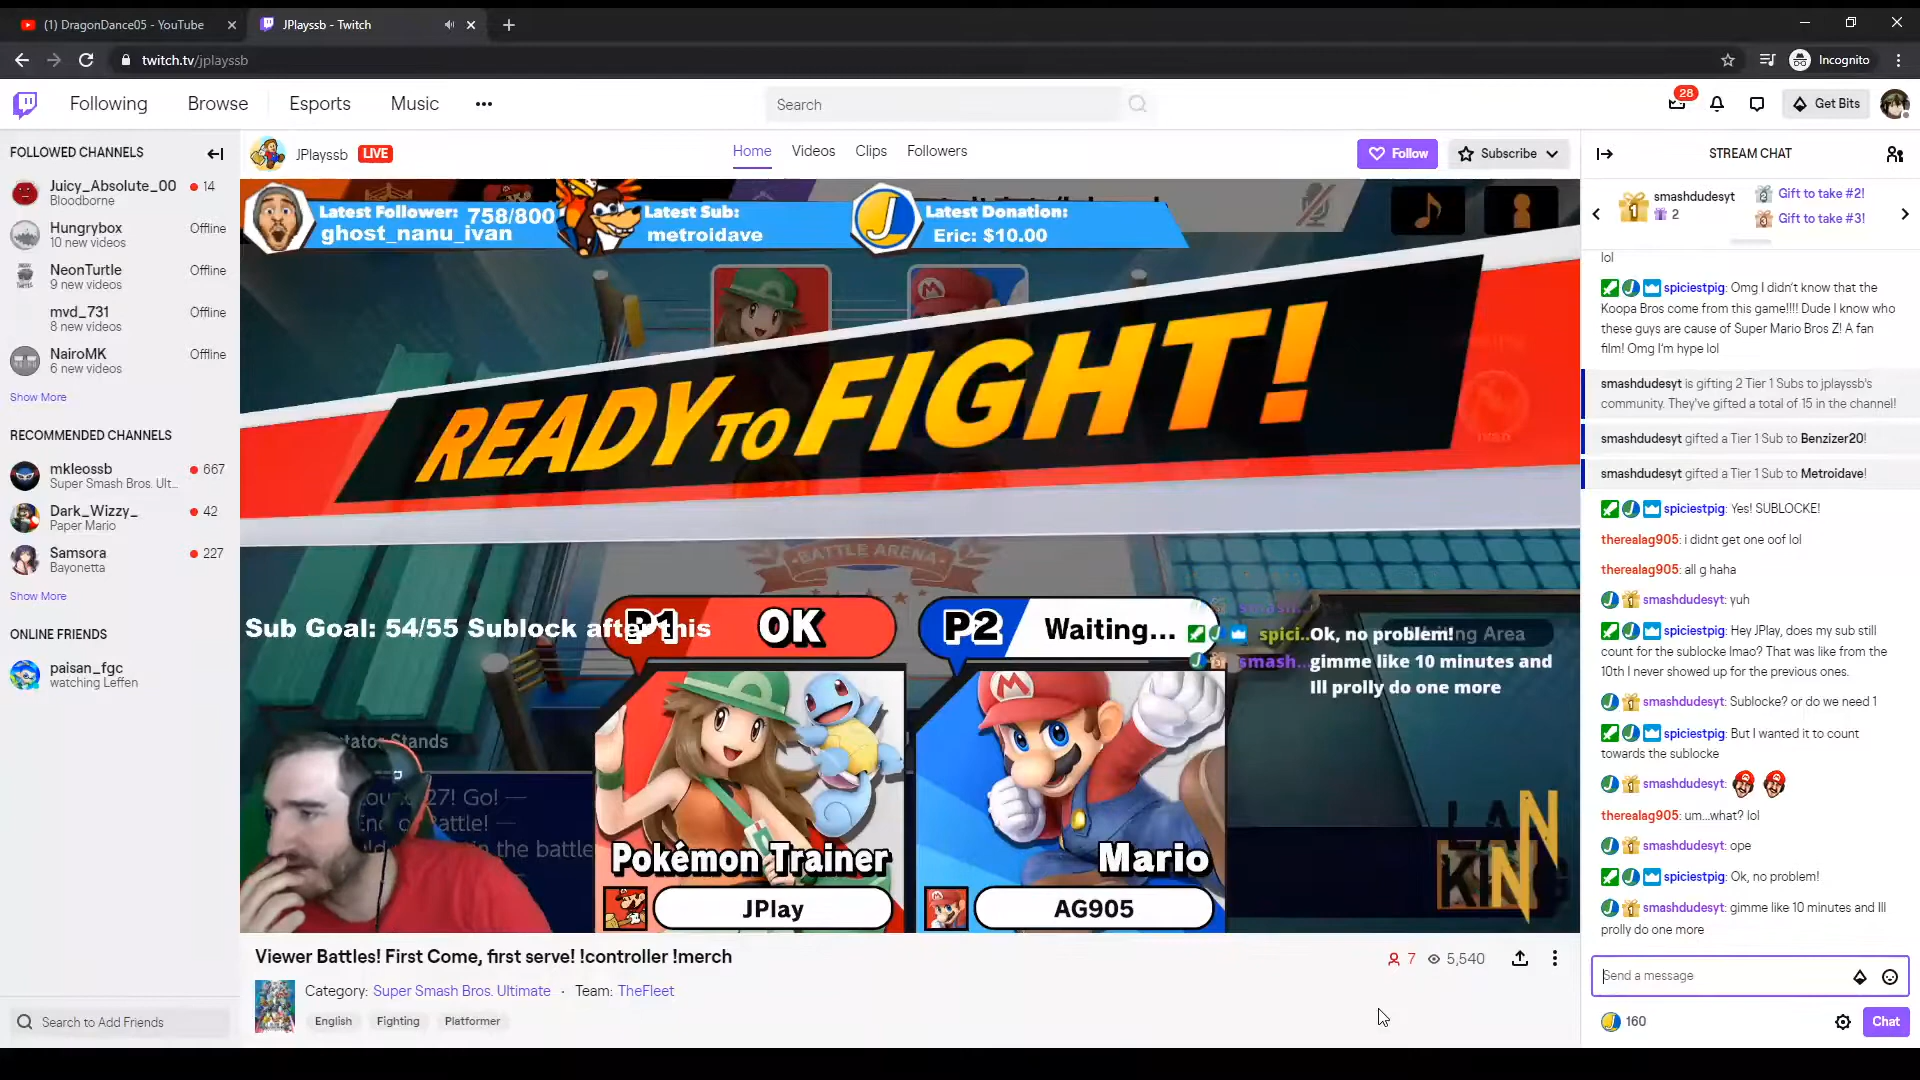 (1) DragonDance05 - YouTube
JPlayssb - Twitch
twitch.tv/jplayssb
Incognito
Following
Browse
Esports
Music
Search
28
Get Bits
FOLLOWED CHANNELS
Juicy_Absolute_00
14
Bloodborne
Hungrybox
Offline
10 new videos
NeonTurtle
Offline
9 new videos
mvd_731
Offline
8 new videos
NairoMK
Offline
6 new videos
Show More
RECOMMENDED CHANNELS
mkleossb
667
Super Smash Bros. Ult...
Dark_Wizzy_
42
Paper Mario
Samsora
227
Bayonetta
Show More
ONLINE FRIENDS
paisan_fgc
watching Leffen
Search to Add Friends
JPlayssb
LIVE
Home
Videos
Clips
Followers
Follow
Subscribe
Latest Follower: 758/800
ghost_nanu_ivan
Latest Sub:
metroidave
Latest Donation:
Eric: $10.00
READY TO FIGHT!
BATTLE ARENA
Sub Goal: 54/55 Sublock after this
P1
OK
P2
Waiting...
spici..Ok, no problem!
smash...gimme like 10 minutes and
Ill prolly do one more
Pokémon Trainer
Mario
JPlay
AG905
Viewer Battles! First Come, first serve! !controller !merch
7
5,540
Category: Super Smash Bros. Ultimate · Team: TheFleet
English
Fighting
Platformer
STREAM CHAT
1
smashdudesyt
2
Gift to take #2!
Gift to take #3!
lol
spiciestpig: Omg I didn't know that the
Koopa Bros come from this game!!!! Dude I know who
these guys are cause of Super Mario Bros Z! A fan
film! Omg I'm hype lol
smashdudesyt is gifting 2 Tier 1 Subs to jplayssb's
community. They've gifted a total of 15 in the channel!
smashdudesyt gifted a Tier 1 Sub to Benzizer20!
smashdudesyt gifted a Tier 1 Sub to Metroidave!
spiciestpig: Yes! SUBLOCKE!
therealag905: i didnt get one oof lol
therealag905: all g haha
smashdudesyt: yuh
spiciestpig: Hey JPlay, does my sub still
count for the sublocke lmao? That was like from the
10th I never showed up for the previous ones.
smashdudesyt: Sublocke? or do we need 1
spiciestpig: But I wanted it to count
towards the sublocke
smashdudesyt:
therealag905: um...what? lol
smashdudesyt: ope
spiciestpig: Ok, no problem!
smashdudesyt: gimme like 10 minutes and Ill
prolly do one more
Send a message
160
Chat